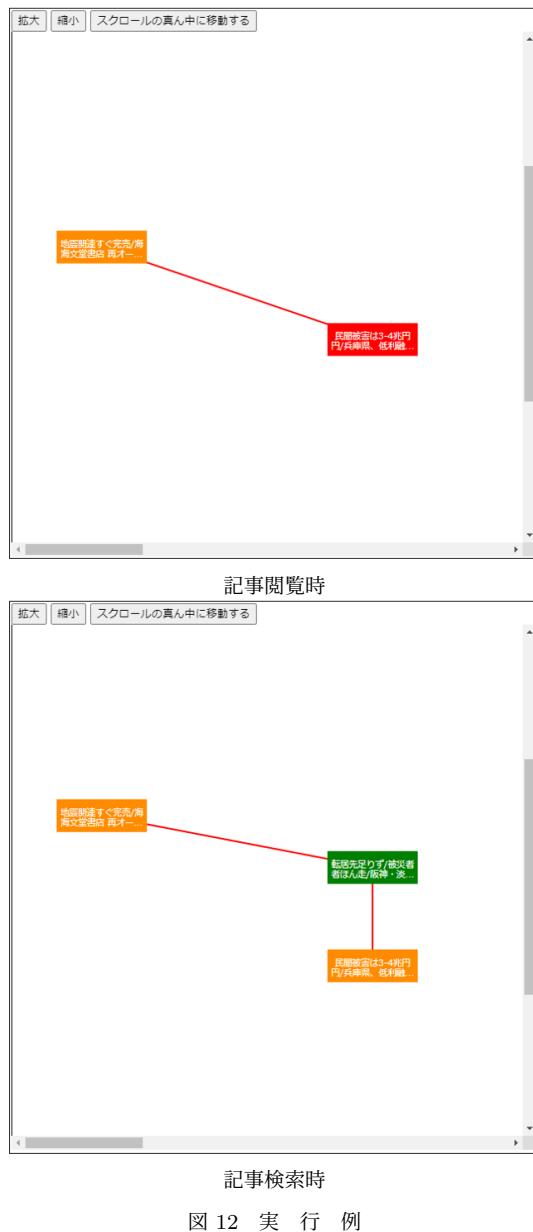 拡大 縮小 スクロールの真ん中に移動する
地震関連すぐ完売/海
海文堂書店 再オー...
民間被害は3-4兆円
円/兵庫県、低利融...
記事閲覧時
拡大 縮小 スクロールの真ん中に移動する
地震関連すぐ完売/海
海文堂書店 再オー...
転居先足りず/被災者
者ほん走/阪神・淡...
民間被害は3-4兆円
円/兵庫県、低利融...
記事検索時
図 12 実 行 例